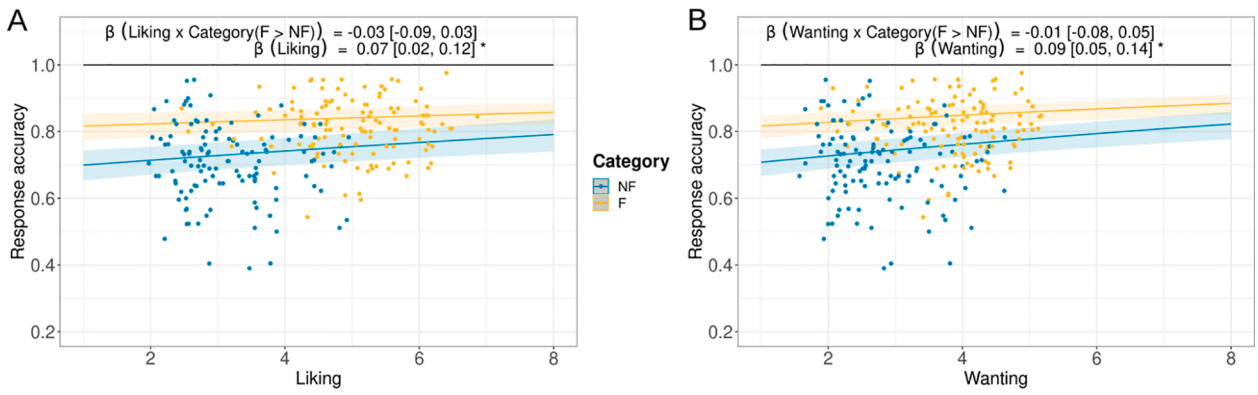 A
β (Liking x Category(F > NF)) = -0.03 [-0.09, 0.03]
β (Liking) = 0.07 [0.02, 0.12] *
1.0
0.8
0.6
0.4
0.2
Response accuracy
2 4 6 8
Liking
Category
NF
F
B
β (Wanting x Category(F > NF)) = -0.01 [-0.08, 0.05]
β (Wanting) = 0.09 [0.05, 0.14] *
1.0
0.8
0.6
0.4
0.2
Response accuracy
2 4 6 8
Wanting